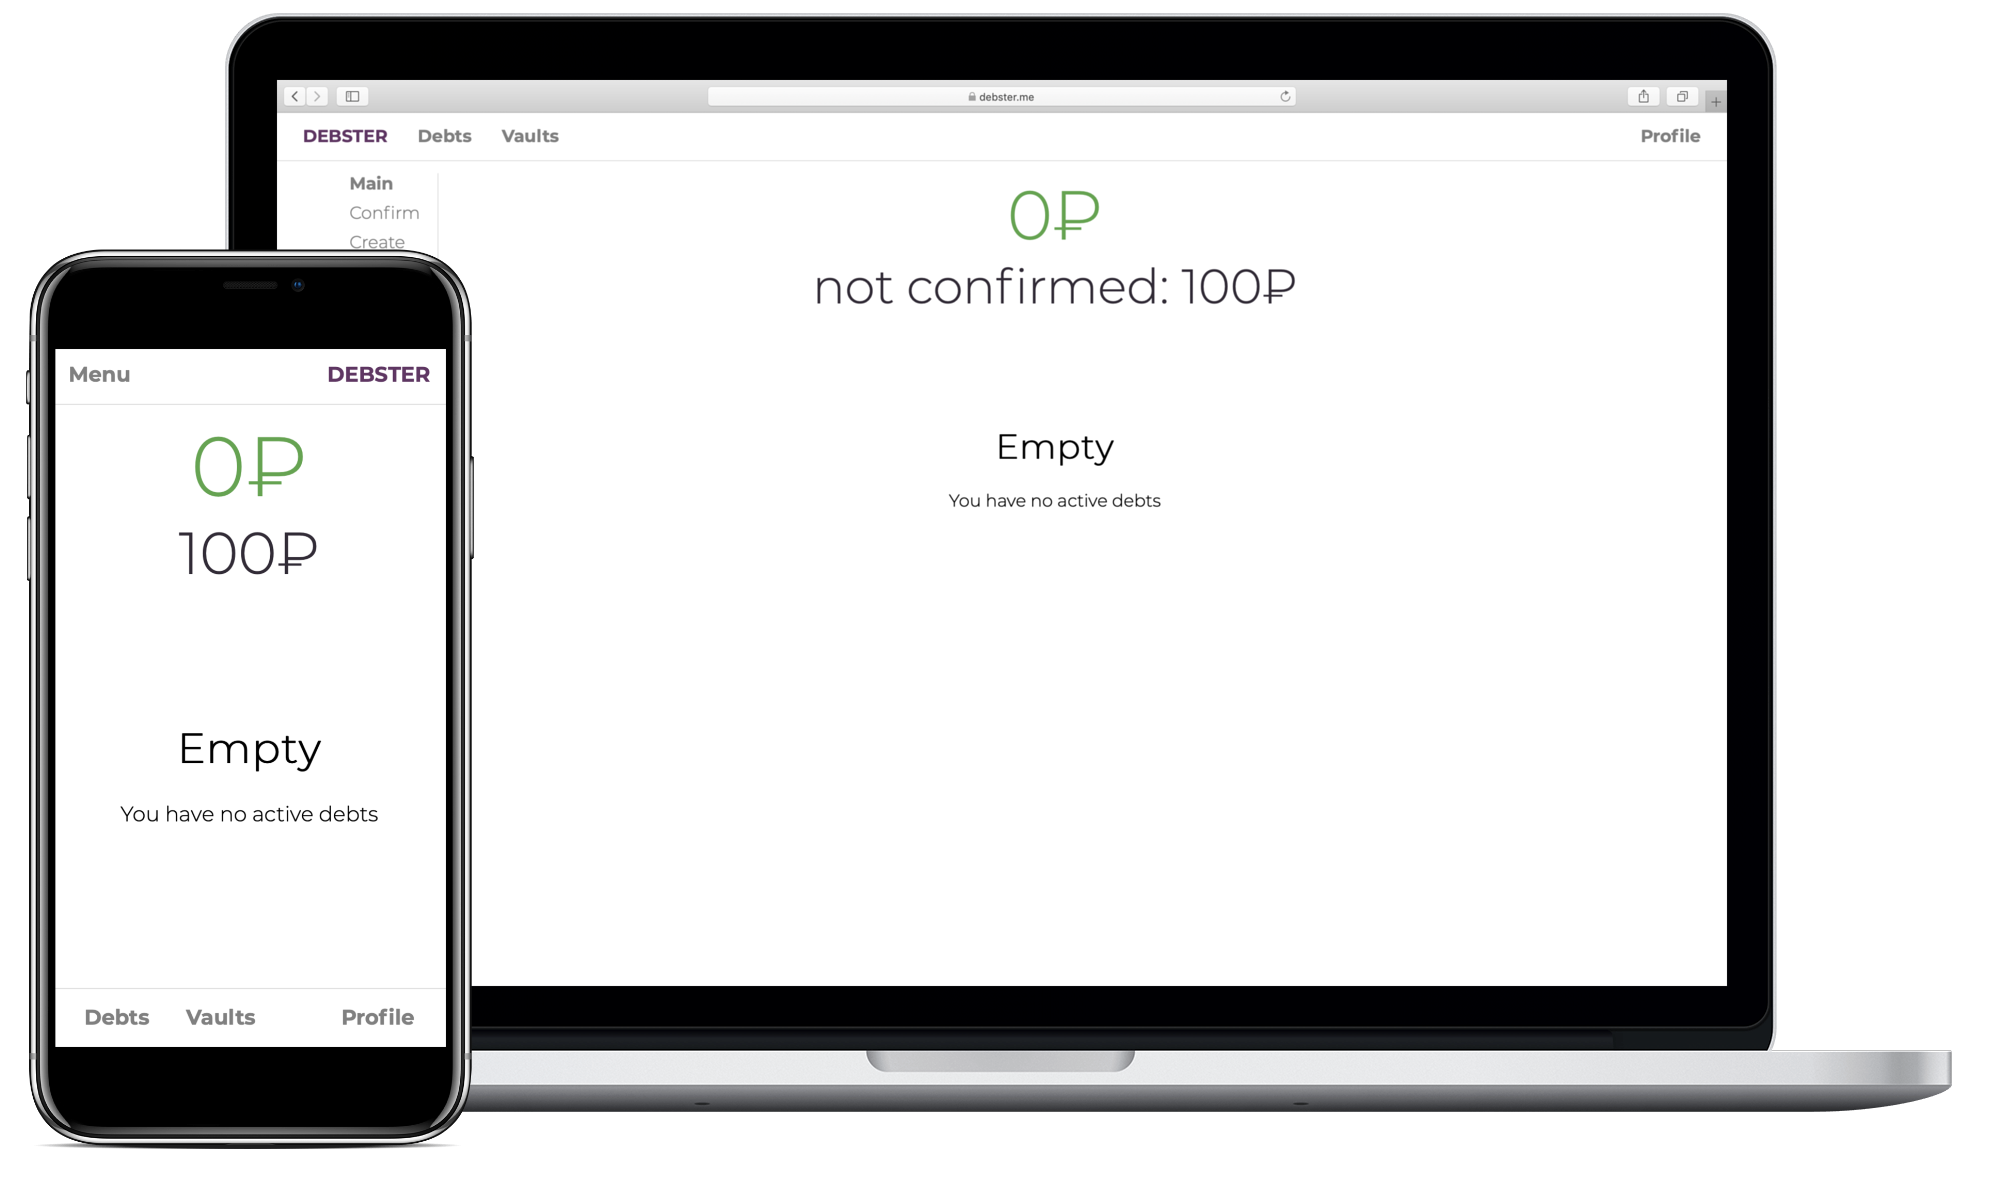 debster.me
DEBSTER Debts Vaults Profile
Main
Confirm
Create
0₽
not confirmed: 100₽
Empty
You have no active debts
Menu DEBSTER
0₽
100₽
Empty
You have no active debts
Debts Vaults Profile